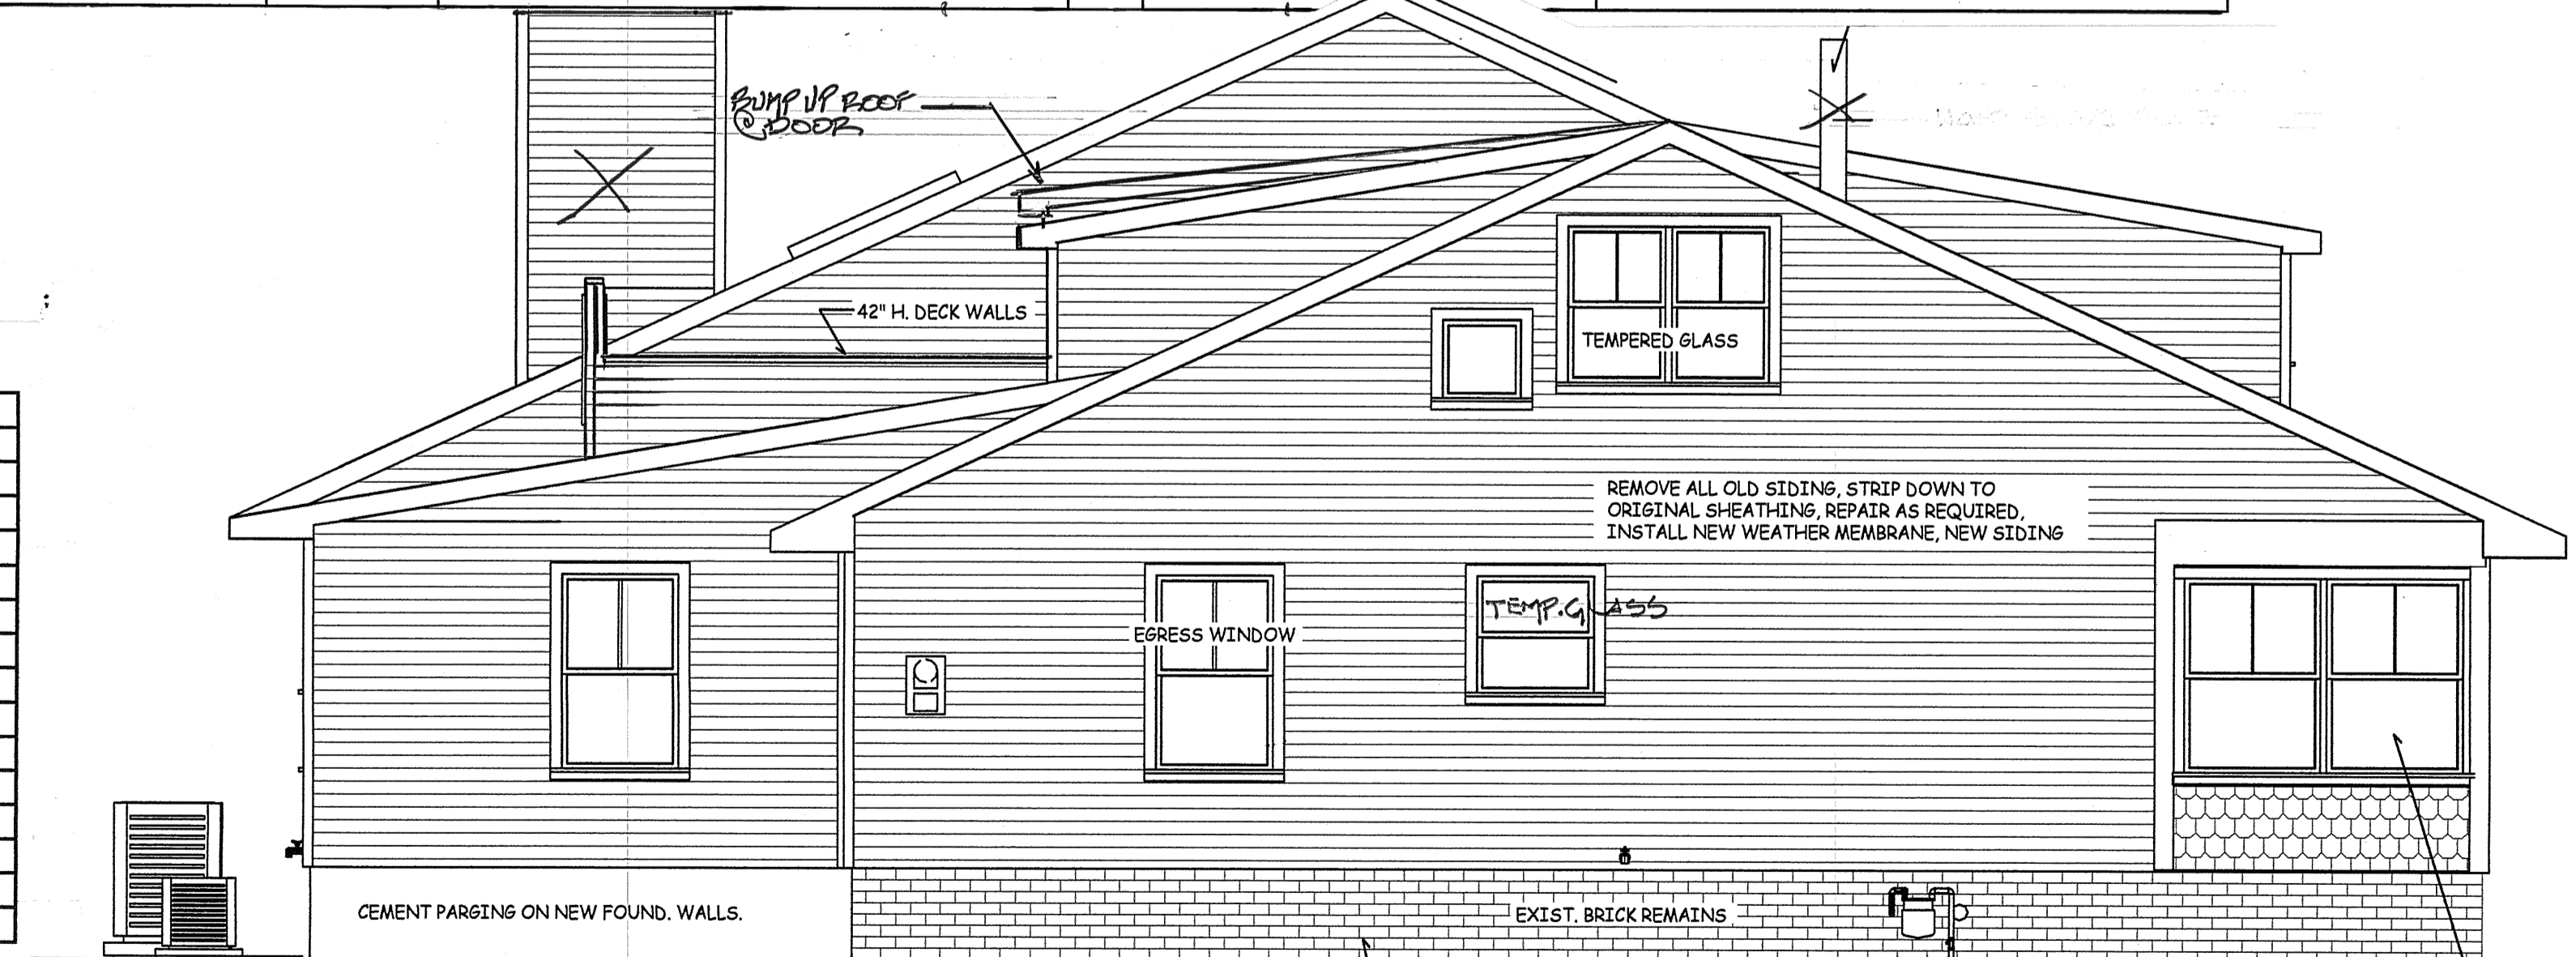 BUMP UP ROOF
@ DOOR
42" H. DECK WALLS
TEMPERED GLASS
REMOVE ALL OLD SIDING, STRIP DOWN TO
ORIGINAL SHEATHING, REPAIR AS REQUIRED,
INSTALL NEW WEATHER MEMBRANE, NEW SIDING
TEMP. GLASS
EGRESS WINDOW
CEMENT PARGING ON NEW FOUND. WALLS.
EXIST. BRICK REMAINS